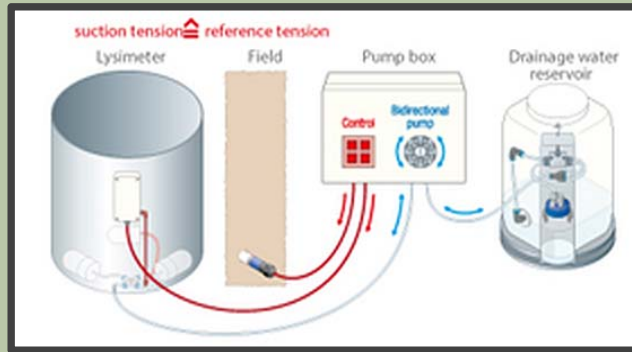 suction tension ≙ reference tension
Lysimeter
Field
Pump box
Drainage water
reservoir
Control
Bidirectional
pump